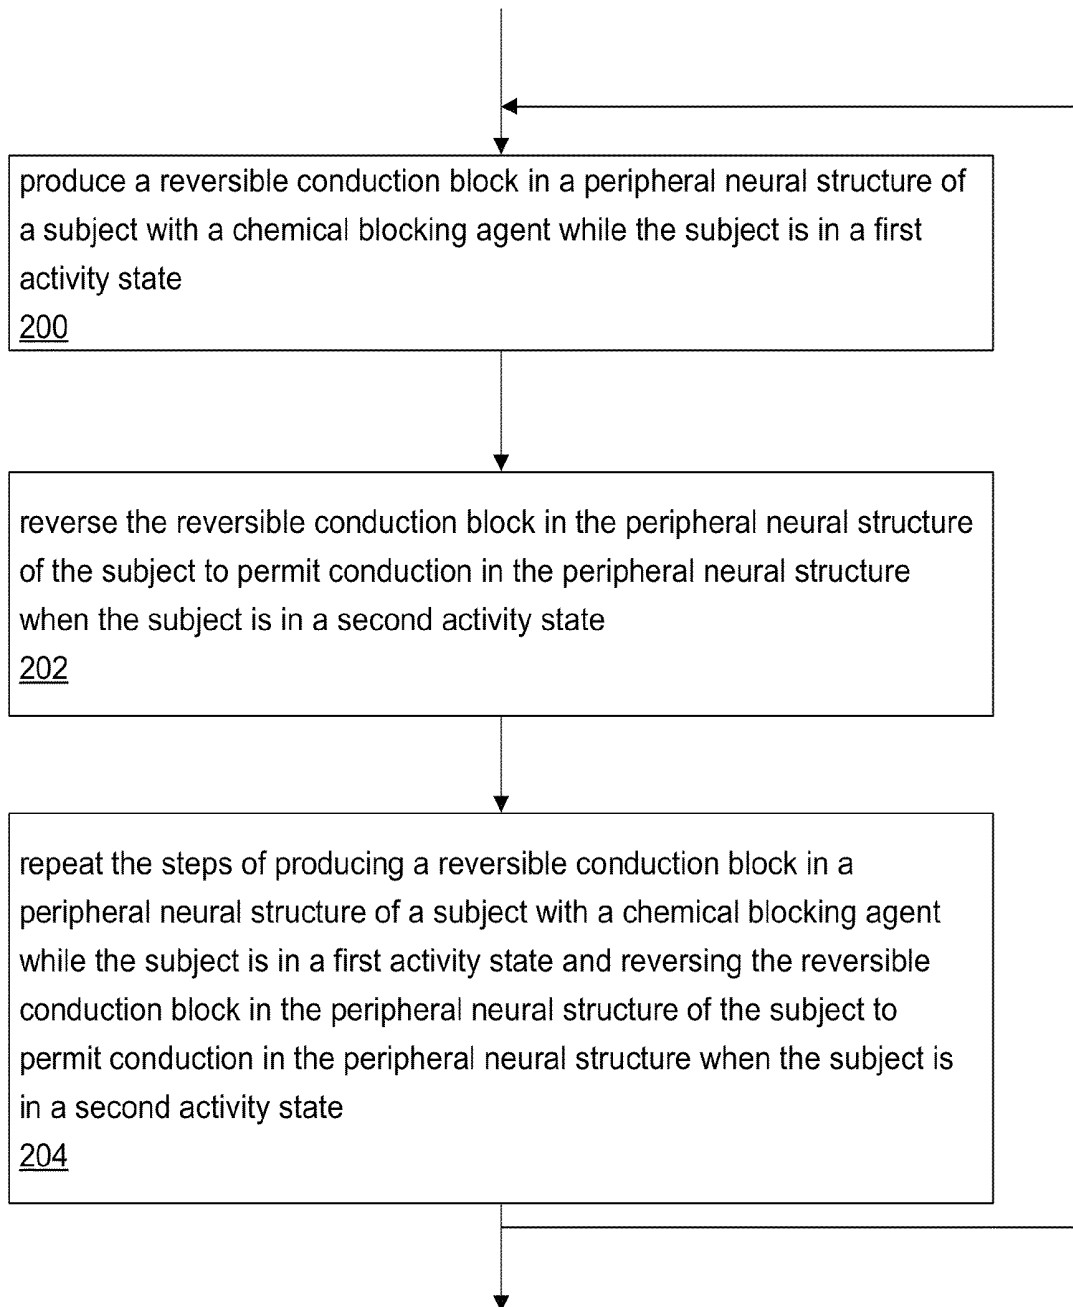 produce a reversible conduction block in a peripheral neural structure of
a subject with a chemical blocking agent while the subject is in a first
activity state
200
reverse the reversible conduction block in the peripheral neural structure
of the subject to permit conduction in the peripheral neural structure
when the subject is in a second activity state
202
repeat the steps of producing a reversible conduction block in a
peripheral neural structure of a subject with a chemical blocking agent
while the subject is in a first activity state and reversing the reversible
conduction block in the peripheral neural structure of the subject to
permit conduction in the peripheral neural structure when the subject is
in a second activity state
204